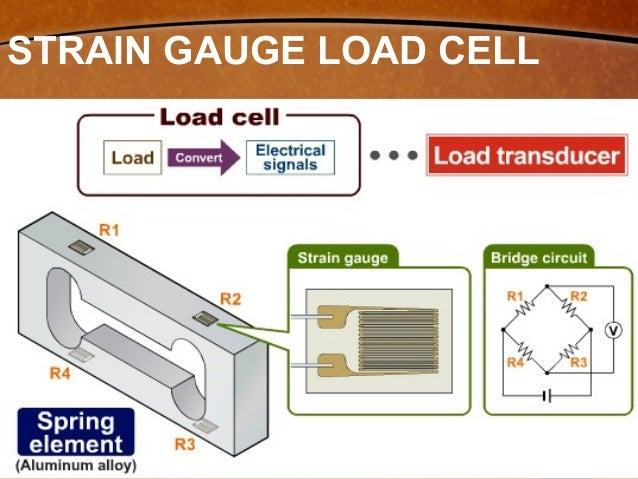 STRAIN GAUGE LOAD CELL
Load cell
Load
Convert
Electrical
signals
Load transducer
R1
R2
R4
R3
Spring
element
(Aluminum alloy)
Strain gauge
Bridge circuit
R1
R2
R4
R3
V